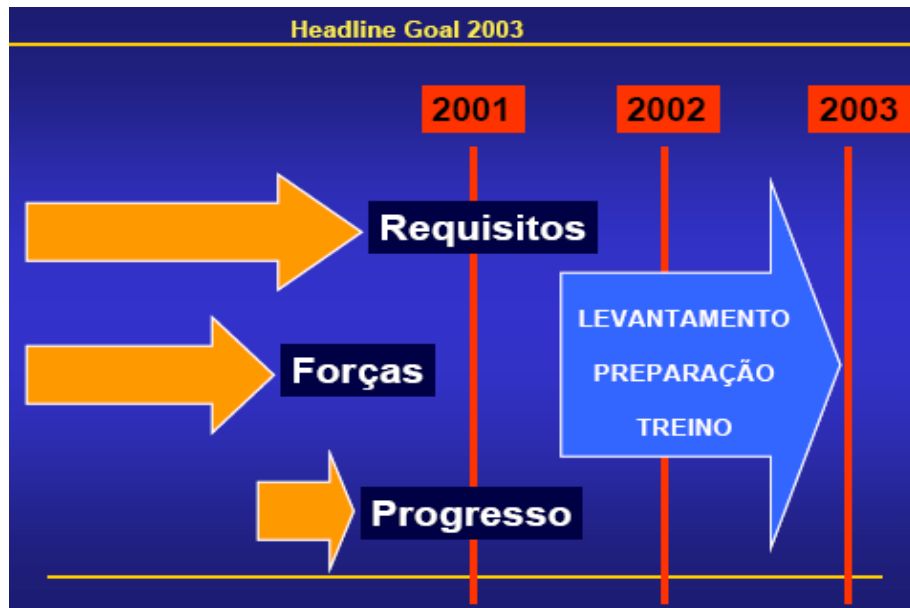 Headline Goal 2003
2001
2002
2003
Requisitos
Forças
Progresso
LEVANTAMENTO
PREPARAÇÃO
TREINO